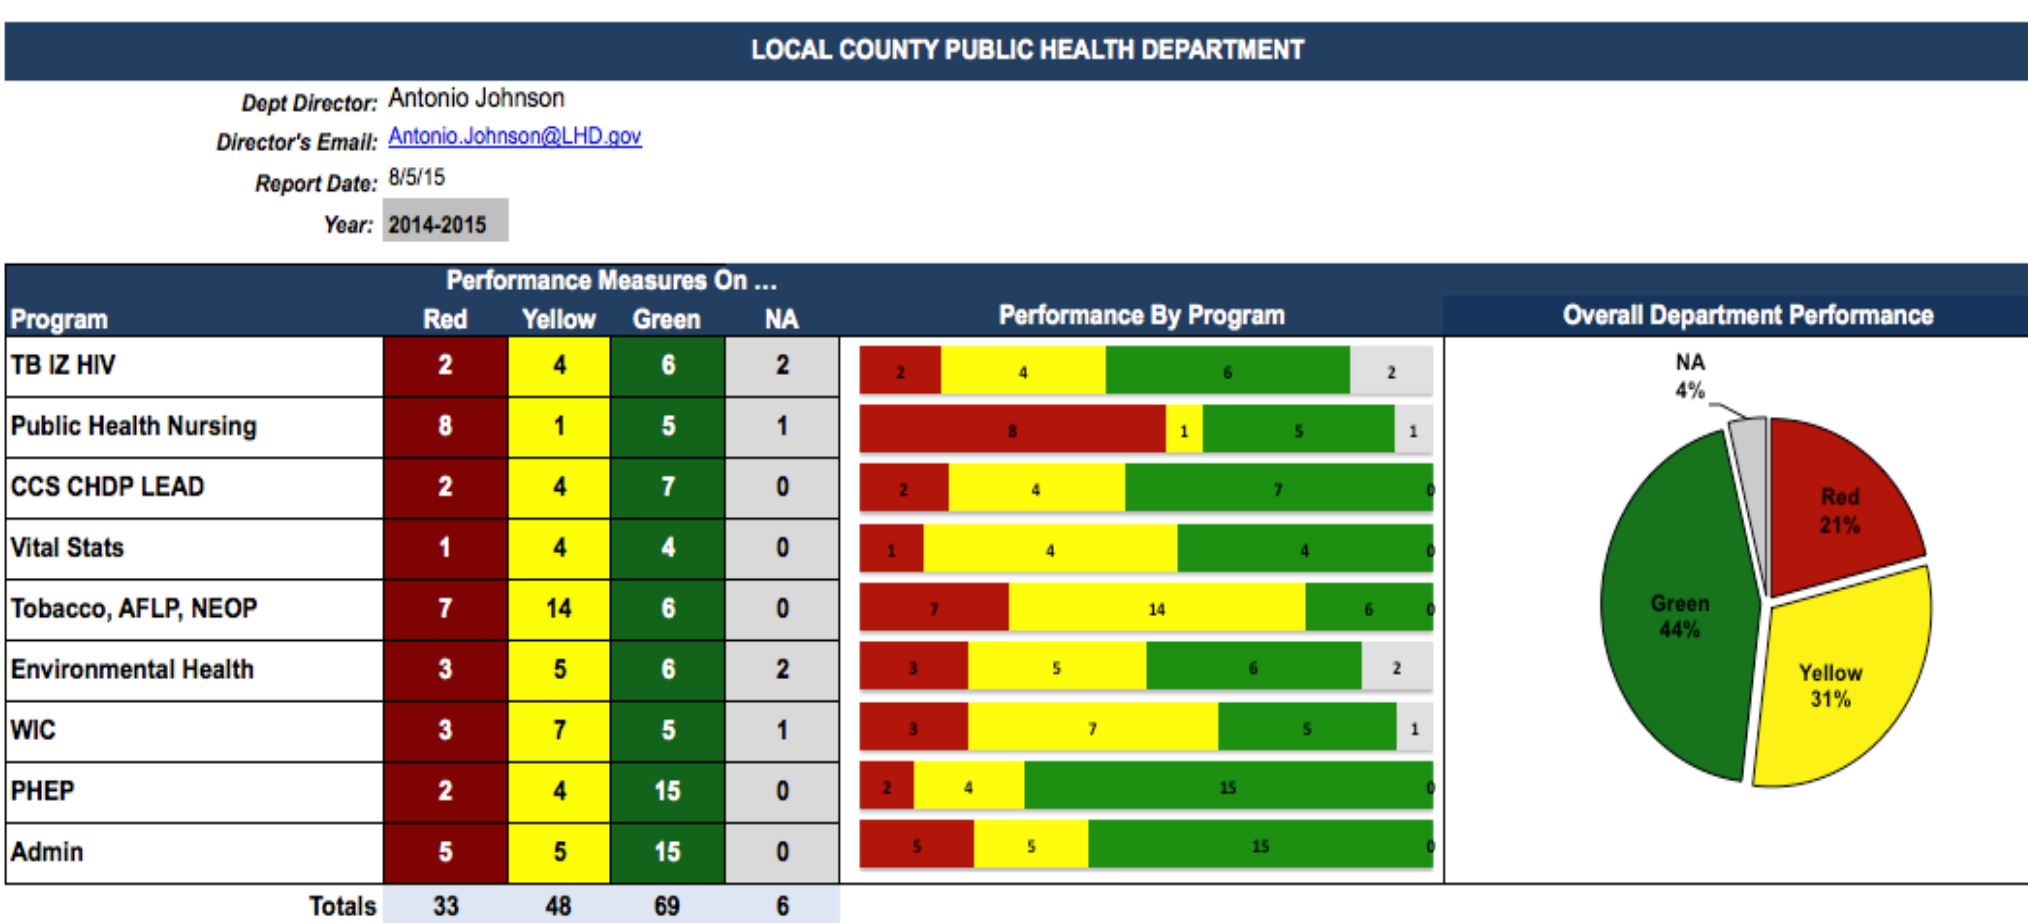 LOCAL COUNTY PUBLIC HEALTH DEPARTMENT
Dept Director: Antonio Johnson
Director's Email: Antonio.Johnson@LHD.gov
Report Date: 8/5/15
Year: 2014-2015
Performance Measures On ...
Program Red Yellow Green NA Performance By Program Overall Department Performance
TB IZ HIV 2 4 6 2 2 4 6 2
Public Health Nursing 8 1 5 1 8 1 5 1
CCS CHDP LEAD 2 4 7 0 2 4 7 0
Vital Stats 1 4 4 0 1 4 4 0
Tobacco, AFLP, NEOP 7 14 6 0 7 14 6 0
Environmental Health 3 5 6 2 3 5 6 2
WIC 3 7 5 1 3 7 5 1
PHEP 2 4 15 0 2 4 15 0
Admin 5 5 15 0 5 5 15 0
Totals 33 48 69 6
NA
4%
Red
21%
Green
44%
Yellow
31%